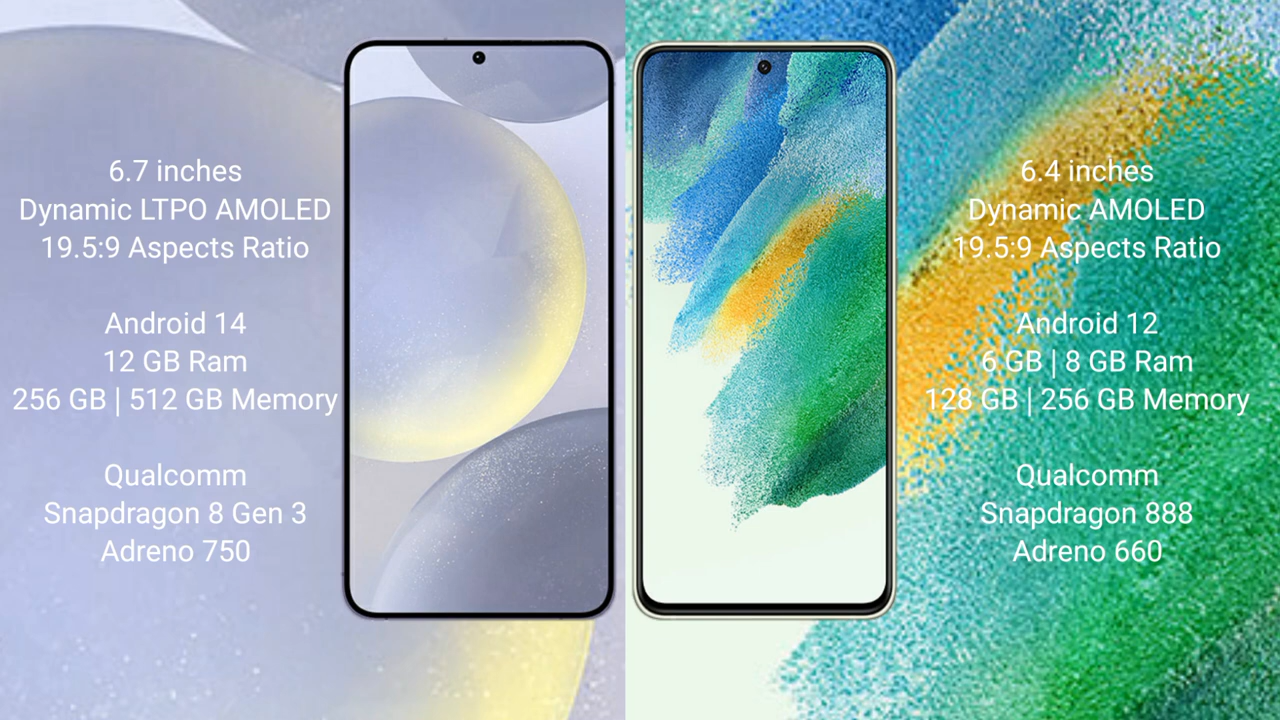 6.7 inches
Dynamic LTPO AMOLED
19.5:9 Aspects Ratio
Android 14
12 GB Ram
256 GB | 512 GB Memory
Qualcomm
Snapdragon 8 Gen 3
Adreno 750
6.4 inches
Dynamic AMOLED
19.5:9 Aspects Ratio
Android 12
6 GB | 8 GB Ram
128 GB | 256 GB Memory
Qualcomm
Snapdragon 888
Adreno 660